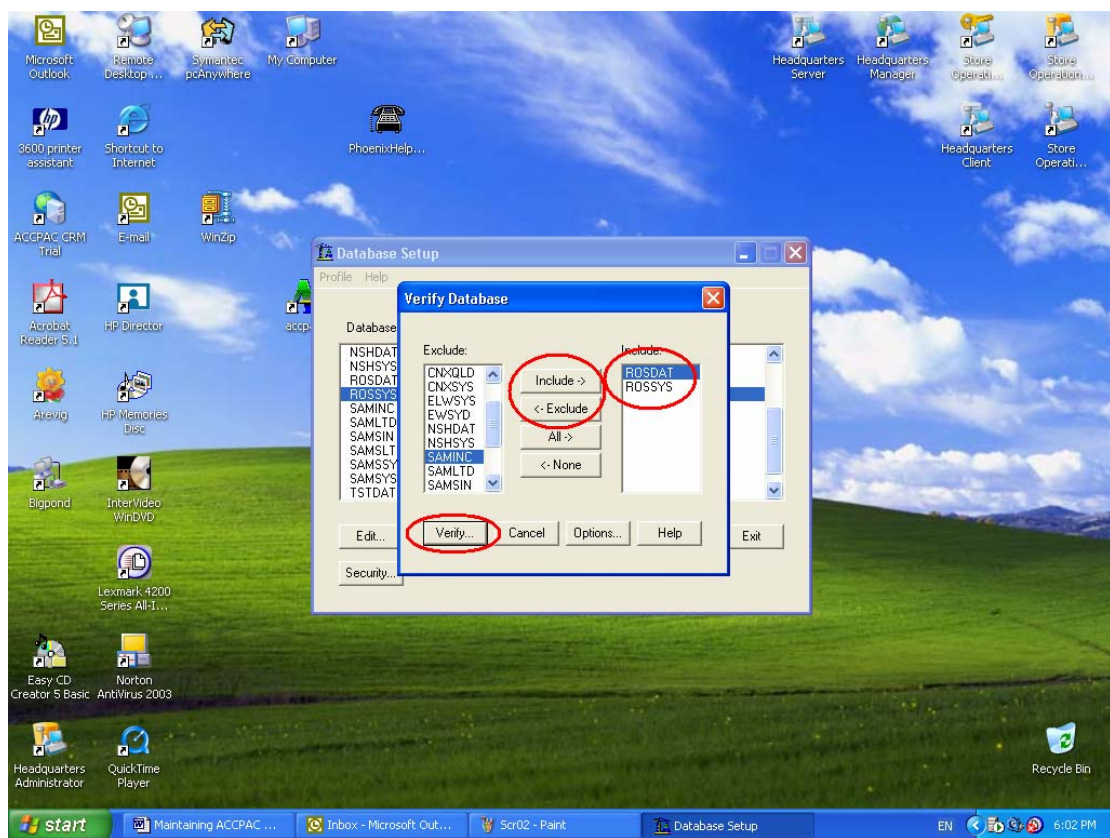 Microsoft
Outlook
Remote
Desktop ...
Symantec
pcAnywhere
My Computer
Headquarters
Server
Headquarters
Manager
Store
Operati...
Store
Operation...
3600 printer
assistant
Shortcut to
Internet
PhoenixHelp...
Headquarters
Client
Store
Operati...
ACCPAC CRM
Trial
E-mail
WinZip
Acrobat
Reader 5.1
HP Director
Arevig
HP Memories
Disc
Bigpond
InterVideo
WinDVD
Lexmark 4200
Series All-I...
Easy CD
Creator 5 Basic
Norton
AntiVirus 2003
Headquarters
Administrator
QuickTime
Player
Recycle Bin
Database Setup
Profile Help
Database
NSHDAT
NSHSYS
ROSDAT
ROSSYS
SAMINC
SAMLTD
SAMSIN
SAMSLT
SAMSSY
SAMSYS
TSTDAT
Edit...
Exit
Security...
Verify Database
Exclude:
CNXQLD
CNXSYS
ELWSYS
EWSYD
NSHDAT
NSHSYS
SAMINC
SAMLTD
SAMSIN
Include ->
<- Exclude
All ->
<- None
Include:
ROSDAT
ROSSYS
Verify...
Cancel
Options...
Help
start
Maintaining ACCPAC ...
Inbox - Microsoft Out...
Scr02 - Paint
Database Setup
EN
6:02 PM